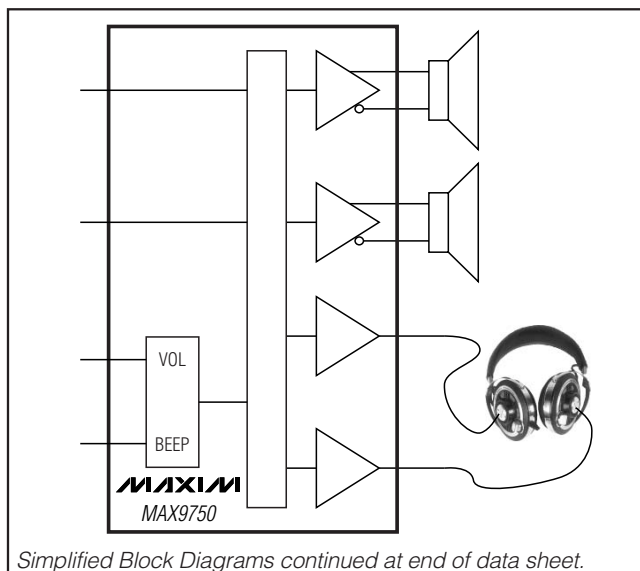 VOL
BEEP
MAXIM
MAX9750
Simplified Block Diagrams continued at end of data sheet.